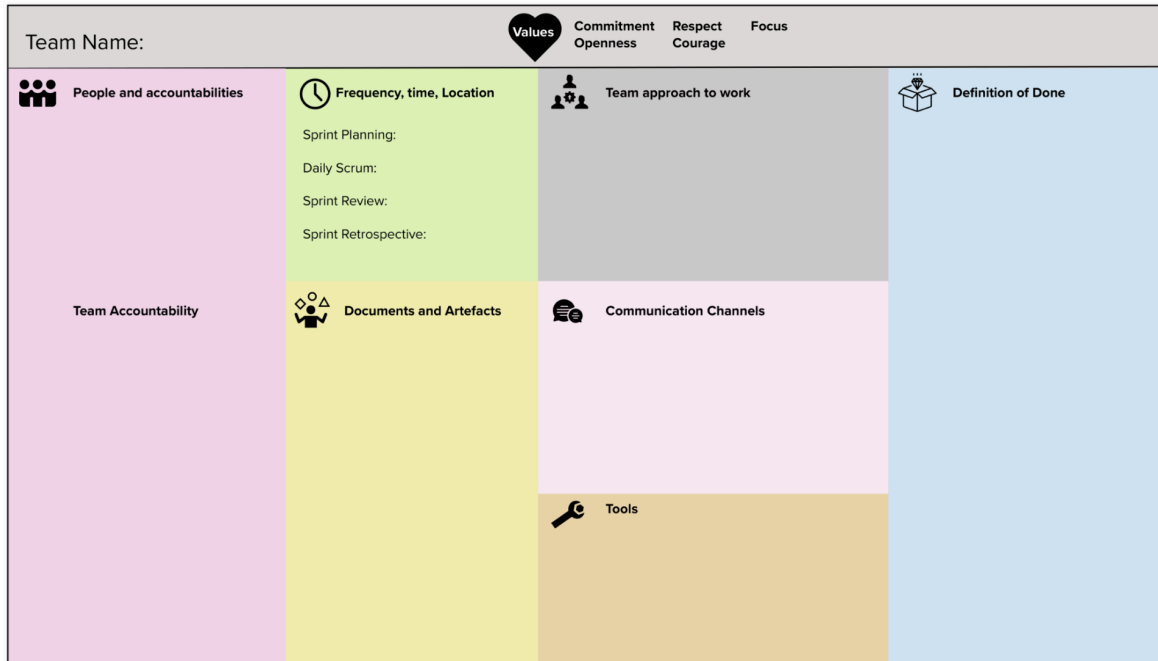 Team Name:
Values
Commitment Respect Focus
Openness Courage
People and accountabilities
Team Accountability
Frequency, time, Location
Sprint Planning:
Daily Scrum:
Sprint Review:
Sprint Retrospective:
Documents and Artefacts
Team approach to work
Communication Channels
Tools
Definition of Done